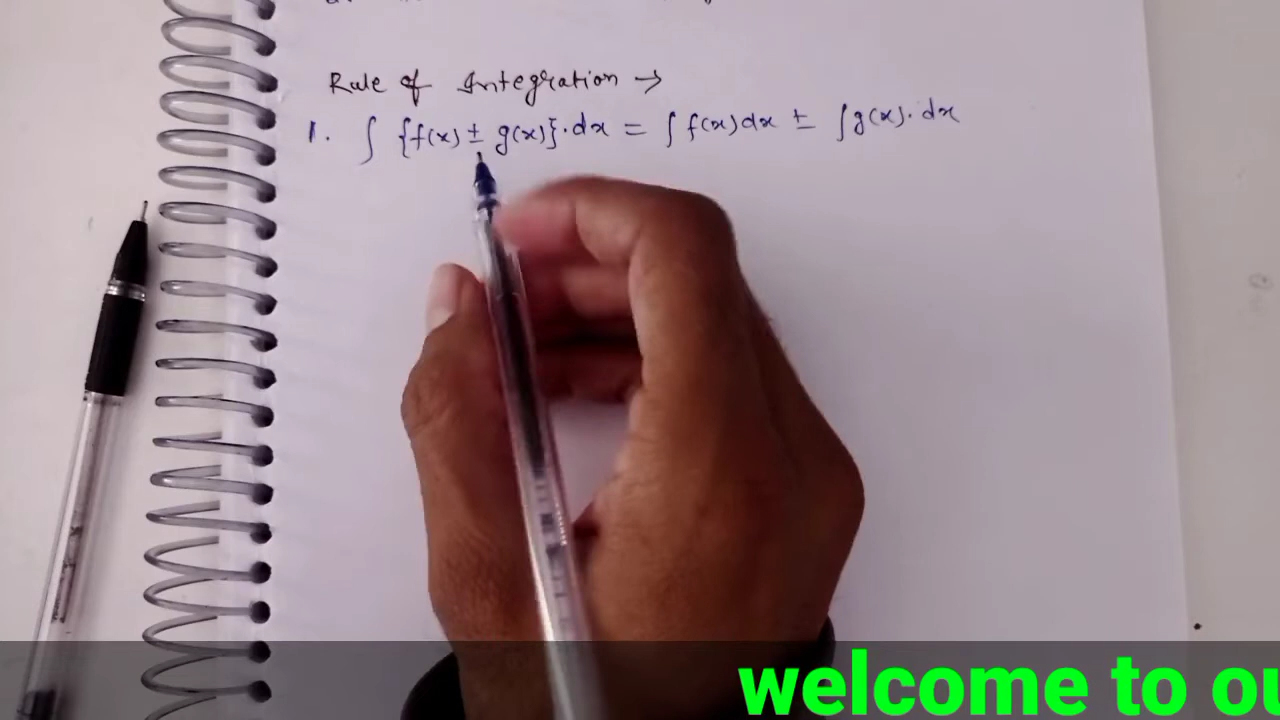 Rule of Integration →
1. ∫ {f(x) ± g(x)}·dx = ∫ f(x)dx ± ∫g(x)·dx
welcome to ou